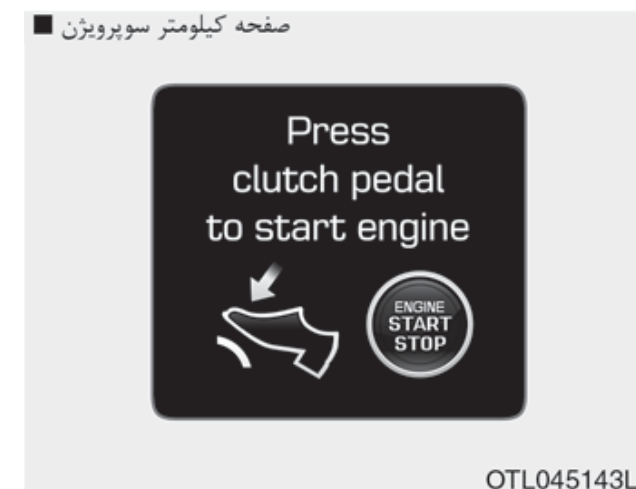 ■ صفحه کیلومتر سوپرویژن
Press
clutch pedal
to start engine
ENGINE
START
STOP
OTL045143L